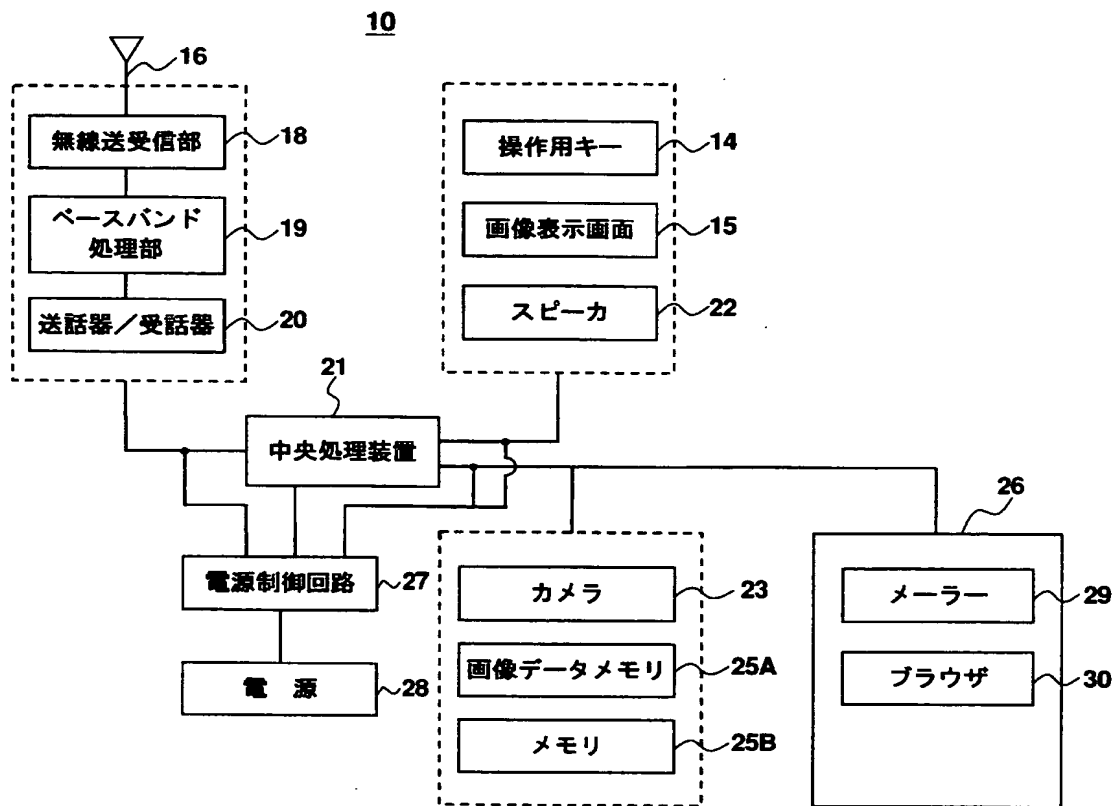 10
16
無線送受信部
18
ベースバンド
処理部
19
送話器／受話器
20
操作用キー
14
画像表示画面
15
スピーカ
22
21
中央処理装置
電源制御回路
27
電 源
28
カメラ
23
画像データメモリ
25A
メモリ
25B
26
メーラー
29
ブラウザ
30